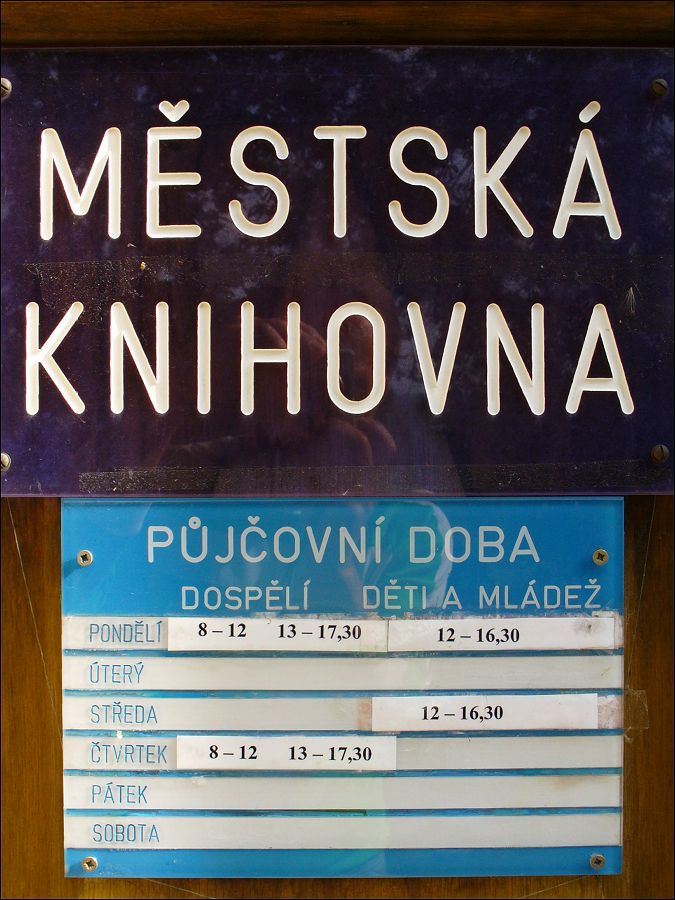 MĚSTSKÁ
KNIHOVNA
PŮJČOVNÍ DOBA
DOSPĚLÍ DĚTI A MLÁDEŽ
PONDĚLÍ 8 – 12 13 – 17,30 12 – 16,30
ÚTERÝ
STŘEDA 12 – 16,30
ČTVRTEK 8 – 12 13 – 17,30
PÁTEK
SOBOTA